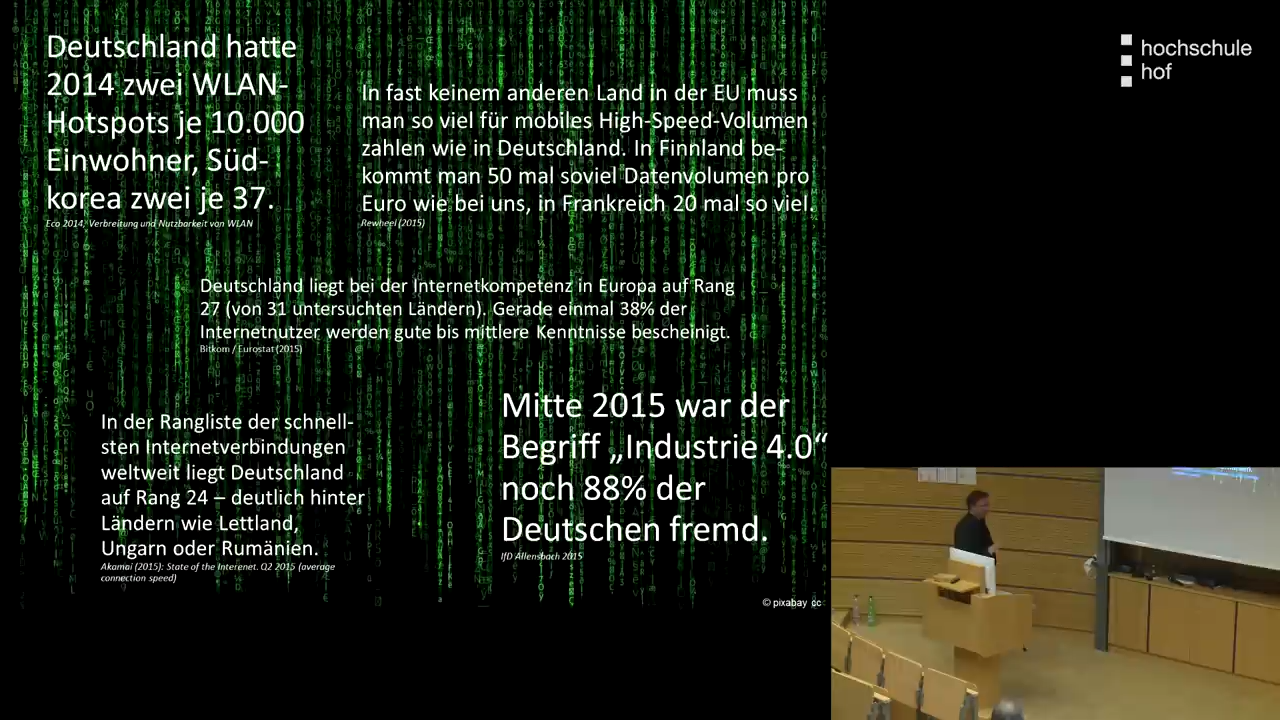 Deutschland hatte
2014 zwei WLAN-
Hotspots je 10.000
Einwohner, Süd-
korea zwei je 37.
Eco 2014, Verbreitung und Nutzbarkeit von WLAN
In fast keinem anderen Land in der EU muss
man so viel für mobiles High-Speed-Volumen
zahlen wie in Deutschland. In Finnland be-
kommt man 50 mal soviel Datenvolumen pro
Euro wie bei uns, in Frankreich 20 mal so viel.
Rewheel (2015)
Deutschland liegt bei der Internetkompetenz in Europa auf Rang
27 (von 31 untersuchten Ländern). Gerade einmal 38% der
Internetnutzer werden gute bis mittlere Kenntnisse bescheinigt.
Bitkom / Eurostat (2015)
In der Rangliste der schnell-
sten Internetverbindungen
weltweit liegt Deutschland
auf Rang 24 – deutlich hinter
Ländern wie Lettland,
Ungarn oder Rumänien.
Akamai (2015): State of the Interenet. Q2 2015 (average
connection speed)
Mitte 2015 war der
Begriff „Industrie 4.0“
noch 88% der
Deutschen fremd.
IfD Allensbach 2015
© pixabay cc
hochschule
hof